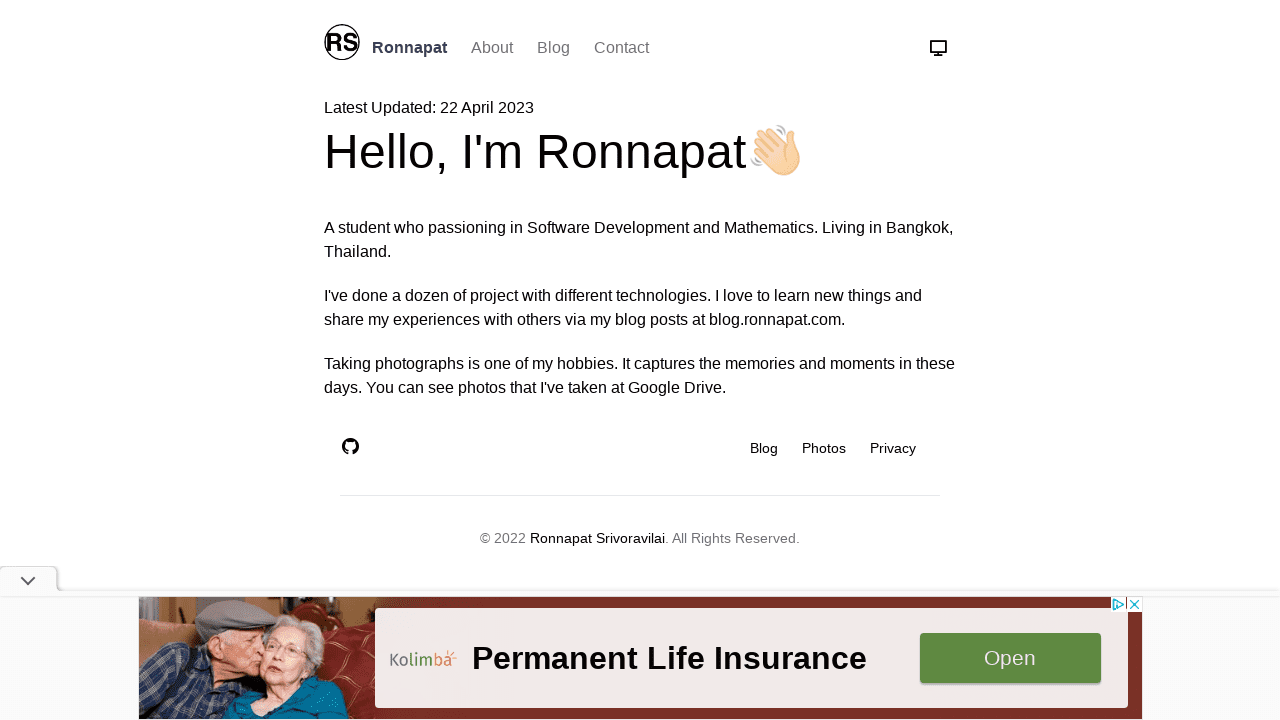 RS Ronnapat About Blog Contact
Latest Updated: 22 April 2023
Hello, I'm Ronnapat👋🏻
A student who passioning in Software Development and Mathematics. Living in Bangkok,
Thailand.
I've done a dozen of project with different technologies. I love to learn new things and
share my experiences with others via my blog posts at blog.ronnapat.com.
Taking photographs is one of my hobbies. It captures the memories and moments in these
days. You can see photos that I've taken at Google Drive.
Blog Photos Privacy
© 2022 Ronnapat Srivoravilai. All Rights Reserved.
Kolimba Permanent Life Insurance Open